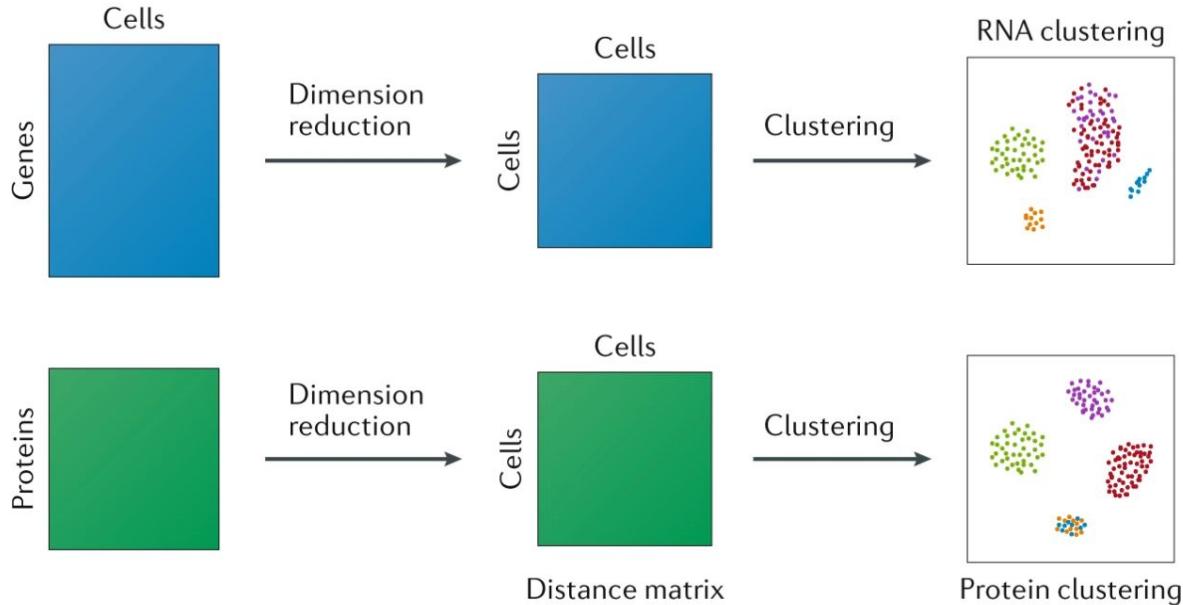 Cells
Genes
Dimension
reduction
Cells
Cells
Clustering
RNA clustering
Proteins
Dimension
reduction
Cells
Cells
Clustering
Distance matrix
Protein clustering